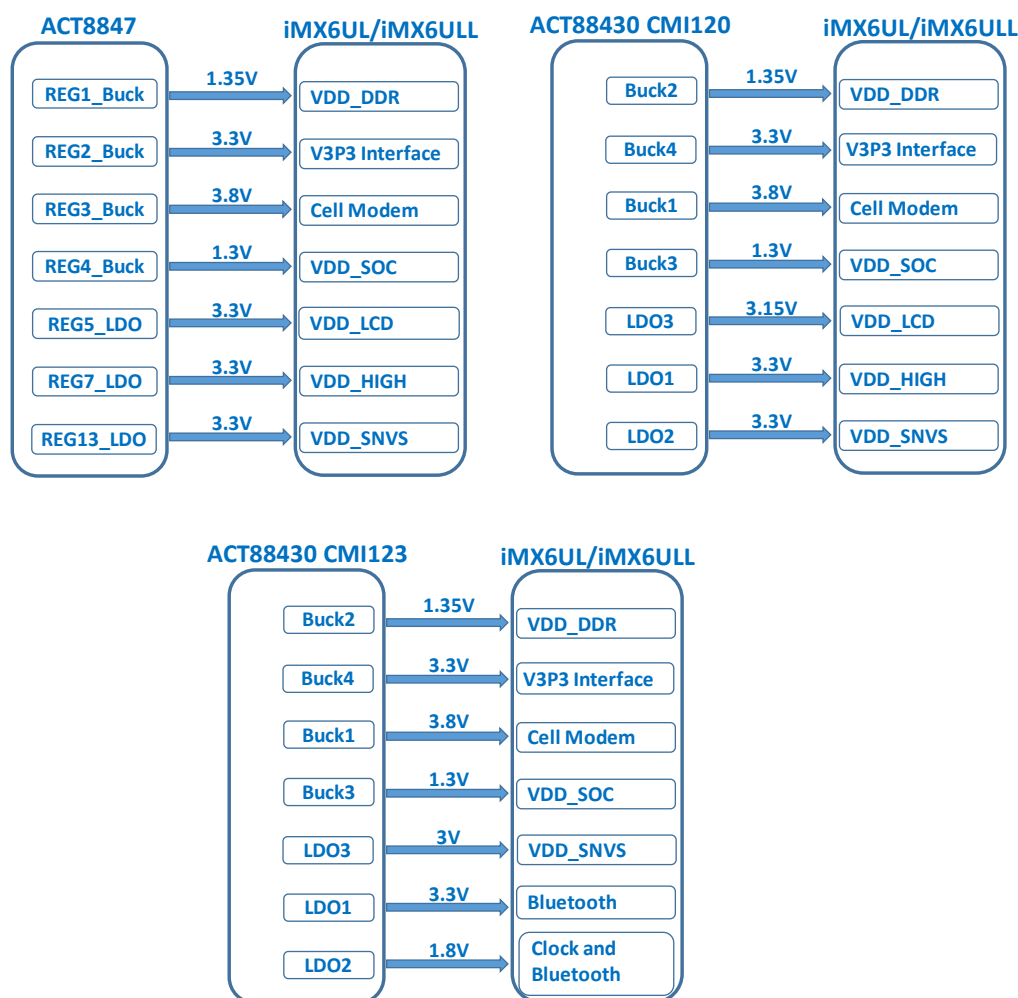 ACT8847
iMX6UL/iMX6ULL
REG1_Buck
1.35V
VDD_DDR
REG2_Buck
3.3V
V3P3 Interface
REG3_Buck
3.8V
Cell Modem
REG4_Buck
1.3V
VDD_SOC
REG5_LDO
3.3V
VDD_LCD
REG7_LDO
3.3V
VDD_HIGH
REG13_LDO
3.3V
VDD_SNVS
ACT88430 CMI120
iMX6UL/iMX6ULL
Buck2
1.35V
VDD_DDR
Buck4
3.3V
V3P3 Interface
Buck1
3.8V
Cell Modem
Buck3
1.3V
VDD_SOC
LDO3
3.15V
VDD_LCD
LDO1
3.3V
VDD_HIGH
LDO2
3.3V
VDD_SNVS
ACT88430 CMI123
iMX6UL/iMX6ULL
Buck2
1.35V
VDD_DDR
Buck4
3.3V
V3P3 Interface
Buck1
3.8V
Cell Modem
Buck3
1.3V
VDD_SOC
LDO3
3V
VDD_SNVS
LDO1
3.3V
Bluetooth
LDO2
1.8V
Clock and
Bluetooth